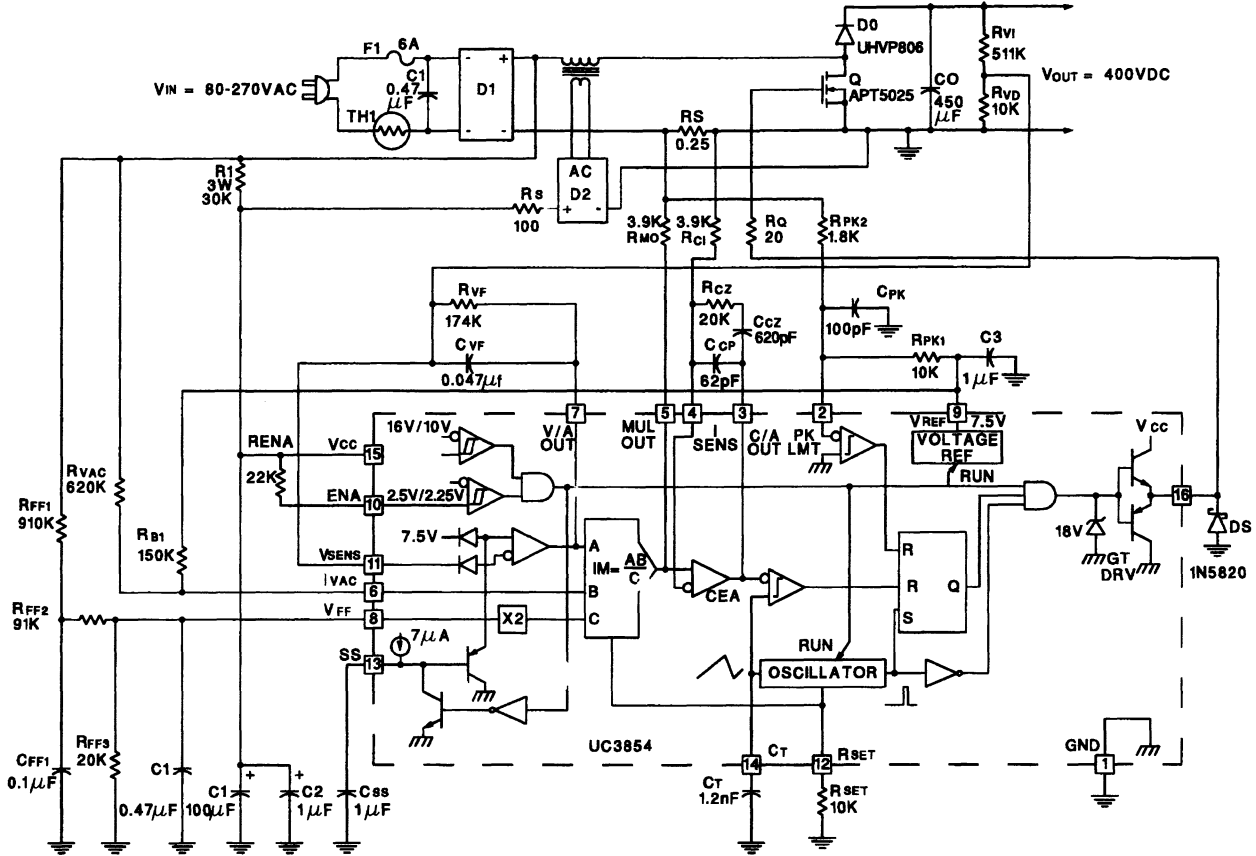 D0
UHVP806
RVI
511K
F1
6A
VIN = 80-270VAC
C1
0.47
μF
D1
-
+
-
-
Q
APT5025
CO
450
μF
RVD
10K
VOUT = 400VDC
TH1
RS
0.25
R1
3W
30K
RS
100
AC
D2
+
-
3.9K
RMO
3.9K
RCI
RQ
20
RPK2
1.8K
RVF
174K
RCZ
20K
CCZ
620pF
CPK
100pF
CVF
0.047μf
CCP
62pF
RPK1
10K
C3
1μF
7
5
4
3
2
9
V/A
OUT
MUL
OUT
I
SENS
C/A
OUT
PK
LMT
VREF
7.5V
VOLTAGE
REF
RUN
VCC
16V/10V
RENA
22K
VCC
15
ENA
10
2.5V/2.25V
RVAC
620K
RFF1
910K
RB1
150K
7.5V
VSENS
11
IVAC
6
A
IM= AB/C
B
C
CEA
R
R
S
Q
18V
GT
DRV
16
DS
1N5820
RFF2
91K
VFF
8
X2
7μA
SS
13
RUN
OSCILLATOR
UC3854
CFF1
0.1μF
RFF3
20K
C1
0.47μF
C1
100μF
+
C2
1μF
+
CSS
1μF
CT
14
12
RSET
CT
1.2nF
RSET
10K
GND
1